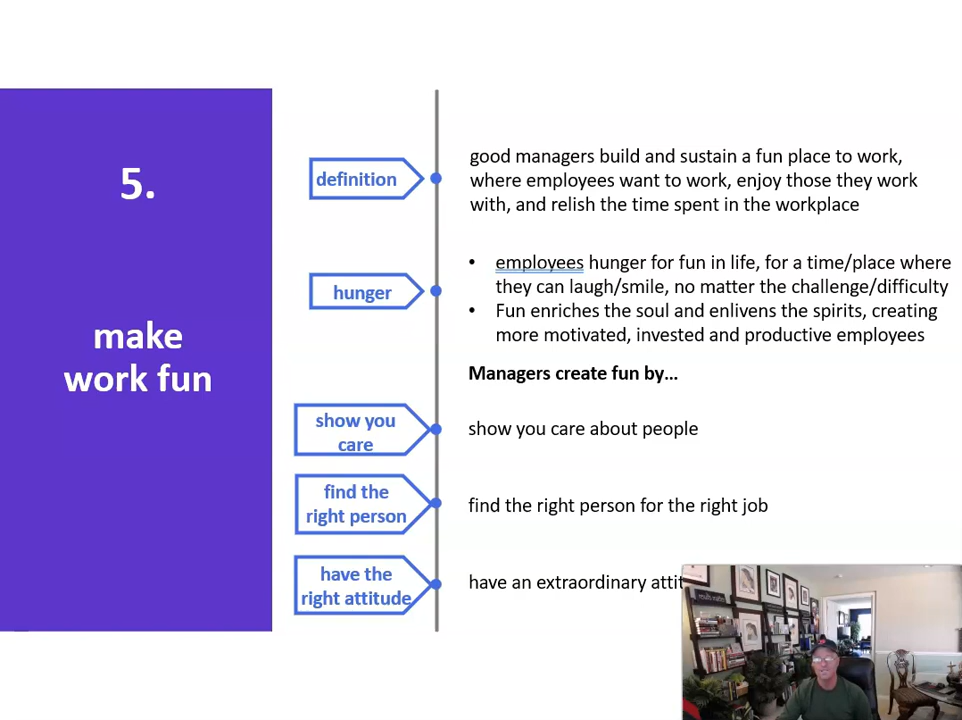 5.
make
work fun
definition
good managers build and sustain a fun place to work,
where employees want to work, enjoy those they work
with, and relish the time spent in the workplace
hunger
• employees hunger for fun in life, for a time/place where
they can laugh/smile, no matter the challenge/difficulty
• Fun enriches the soul and enlivens the spirits, creating
more motivated, invested and productive employees
Managers create fun by...
show you
care
show you care about people
find the
right person
find the right person for the right job
have the
right attitude
have an extraordinary attit
results matter